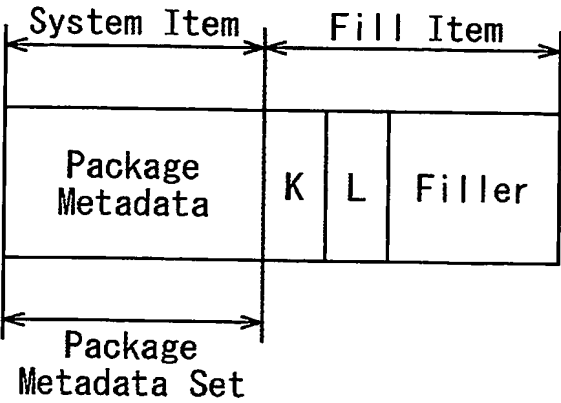 System Item Fill Item
Package
Metadata
K L Filler
Package
Metadata Set